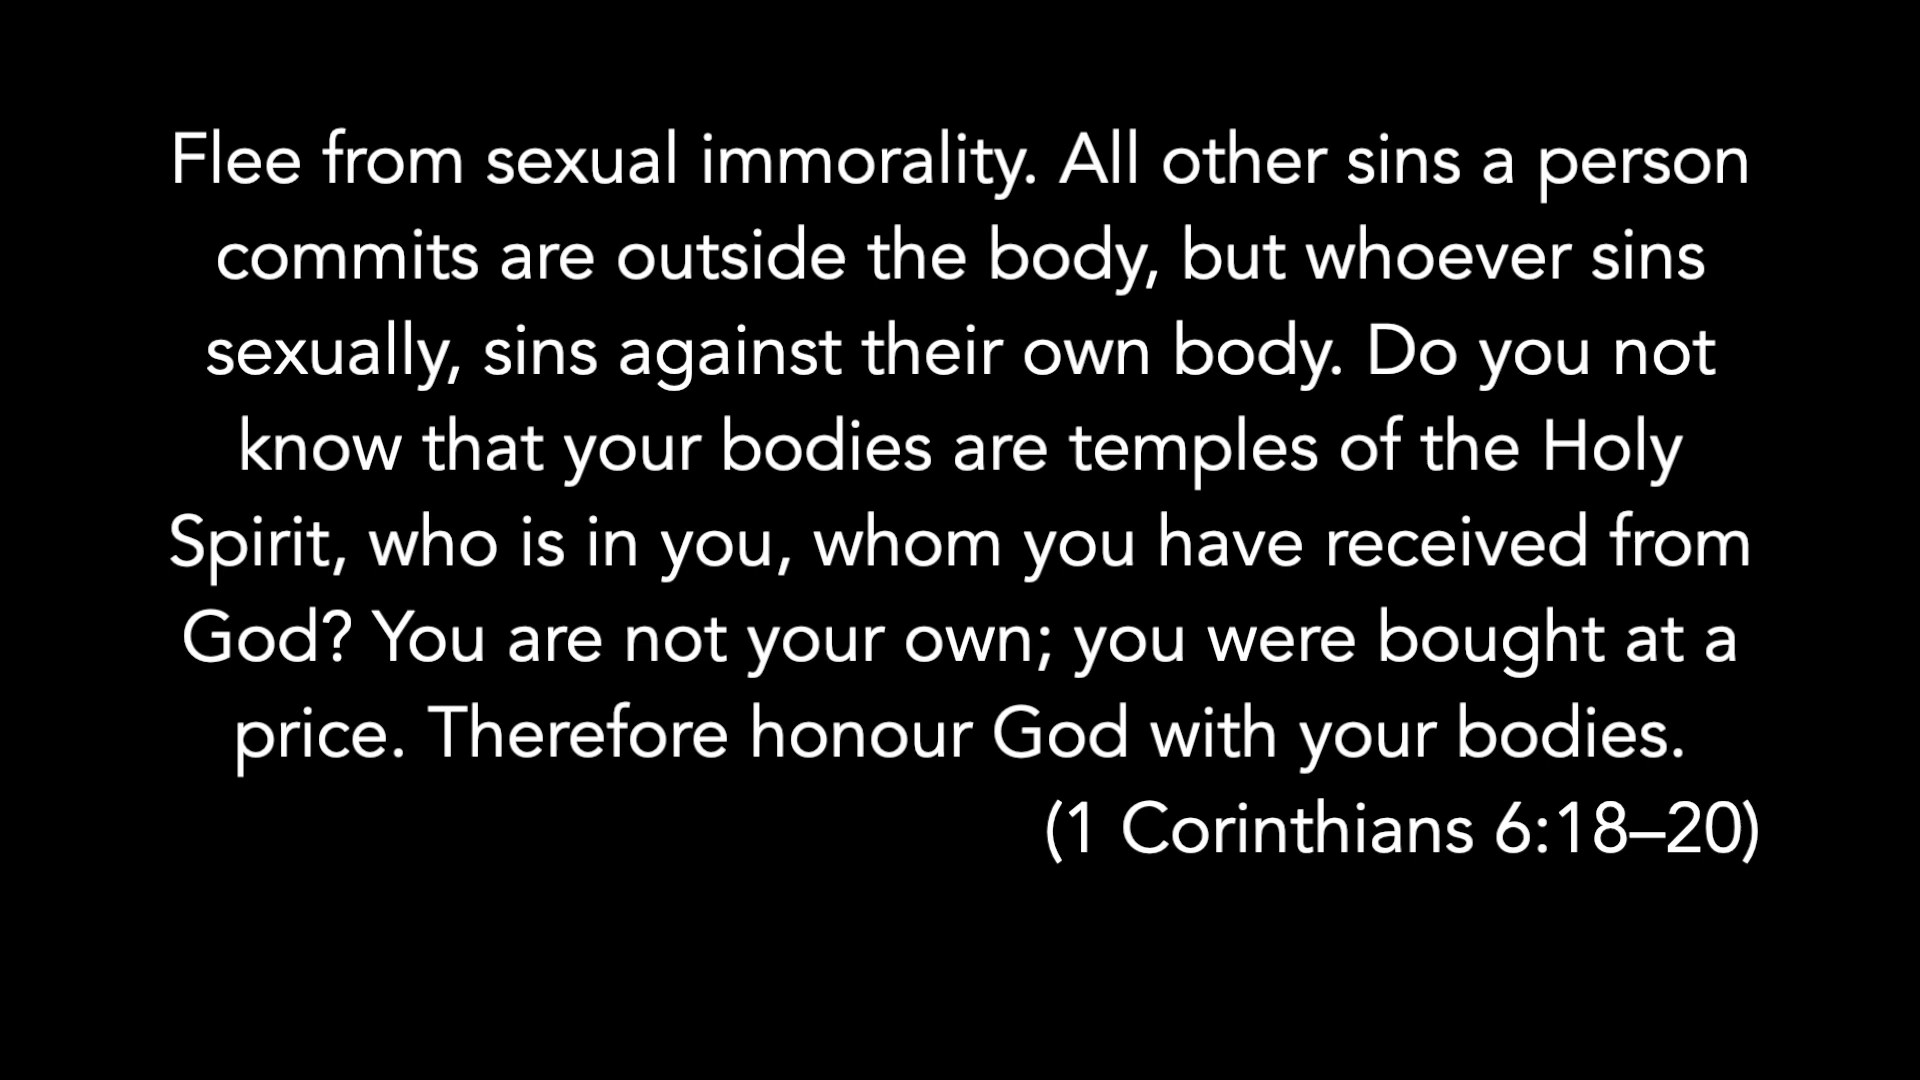 Flee from sexual immorality. All other sins a person
commits are outside the body, but whoever sins
sexually, sins against their own body. Do you not
know that your bodies are temples of the Holy
Spirit, who is in you, whom you have received from
God? You are not your own; you were bought at a
price. Therefore honour God with your bodies.
(1 Corinthians 6:18–20)